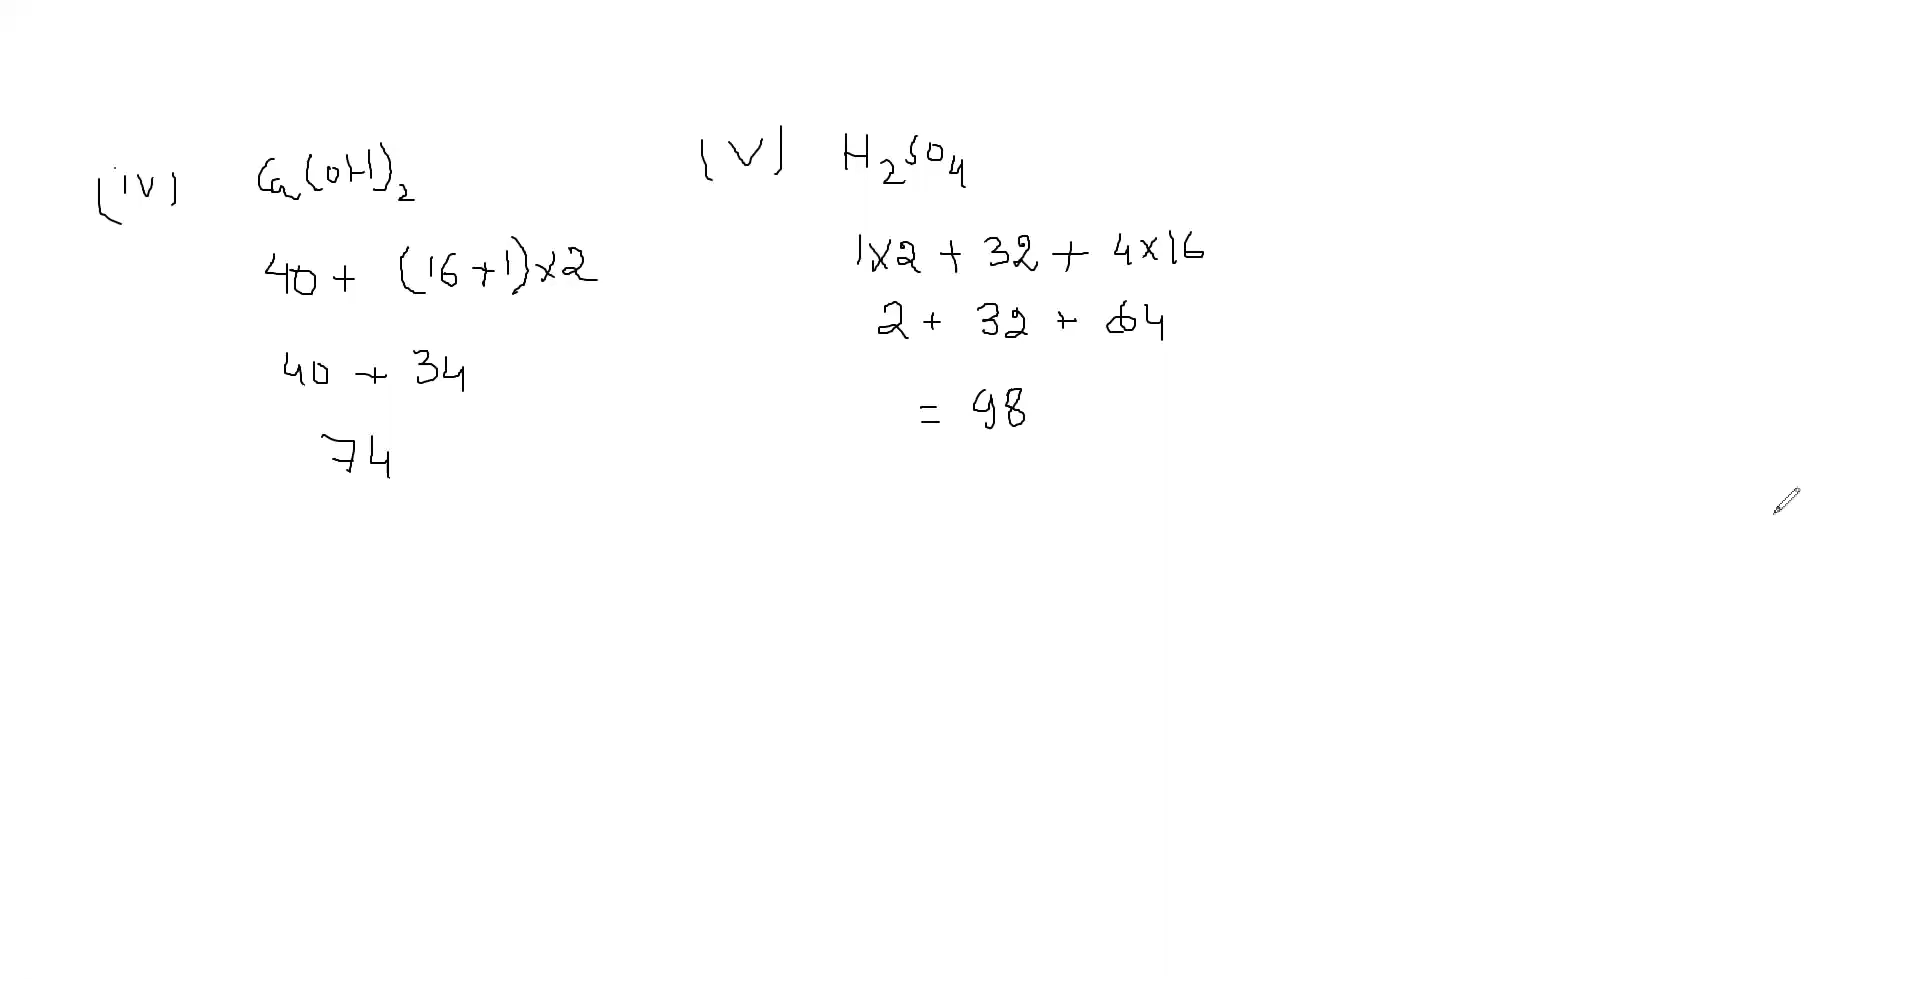 (iv) Ca(OH)₂
40 + (16+1)×2
40 + 34
74
(V) H₂SO₄
1×2 + 32 + 4×16
2 + 32 + 64
= 98